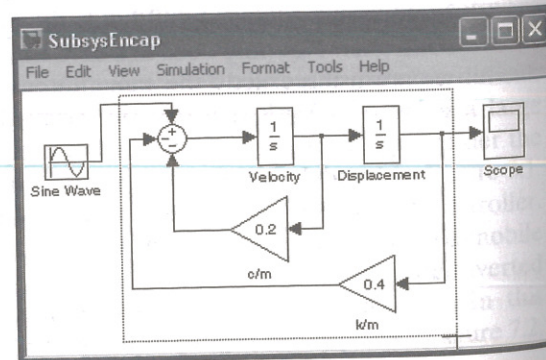 SubsysEncap
File Edit View Simulation Format Tools Help
+
- -
1
s
1
s
Sine Wave
Velocity
Displacement
Scope
0.2
c/m
0.4
k/m